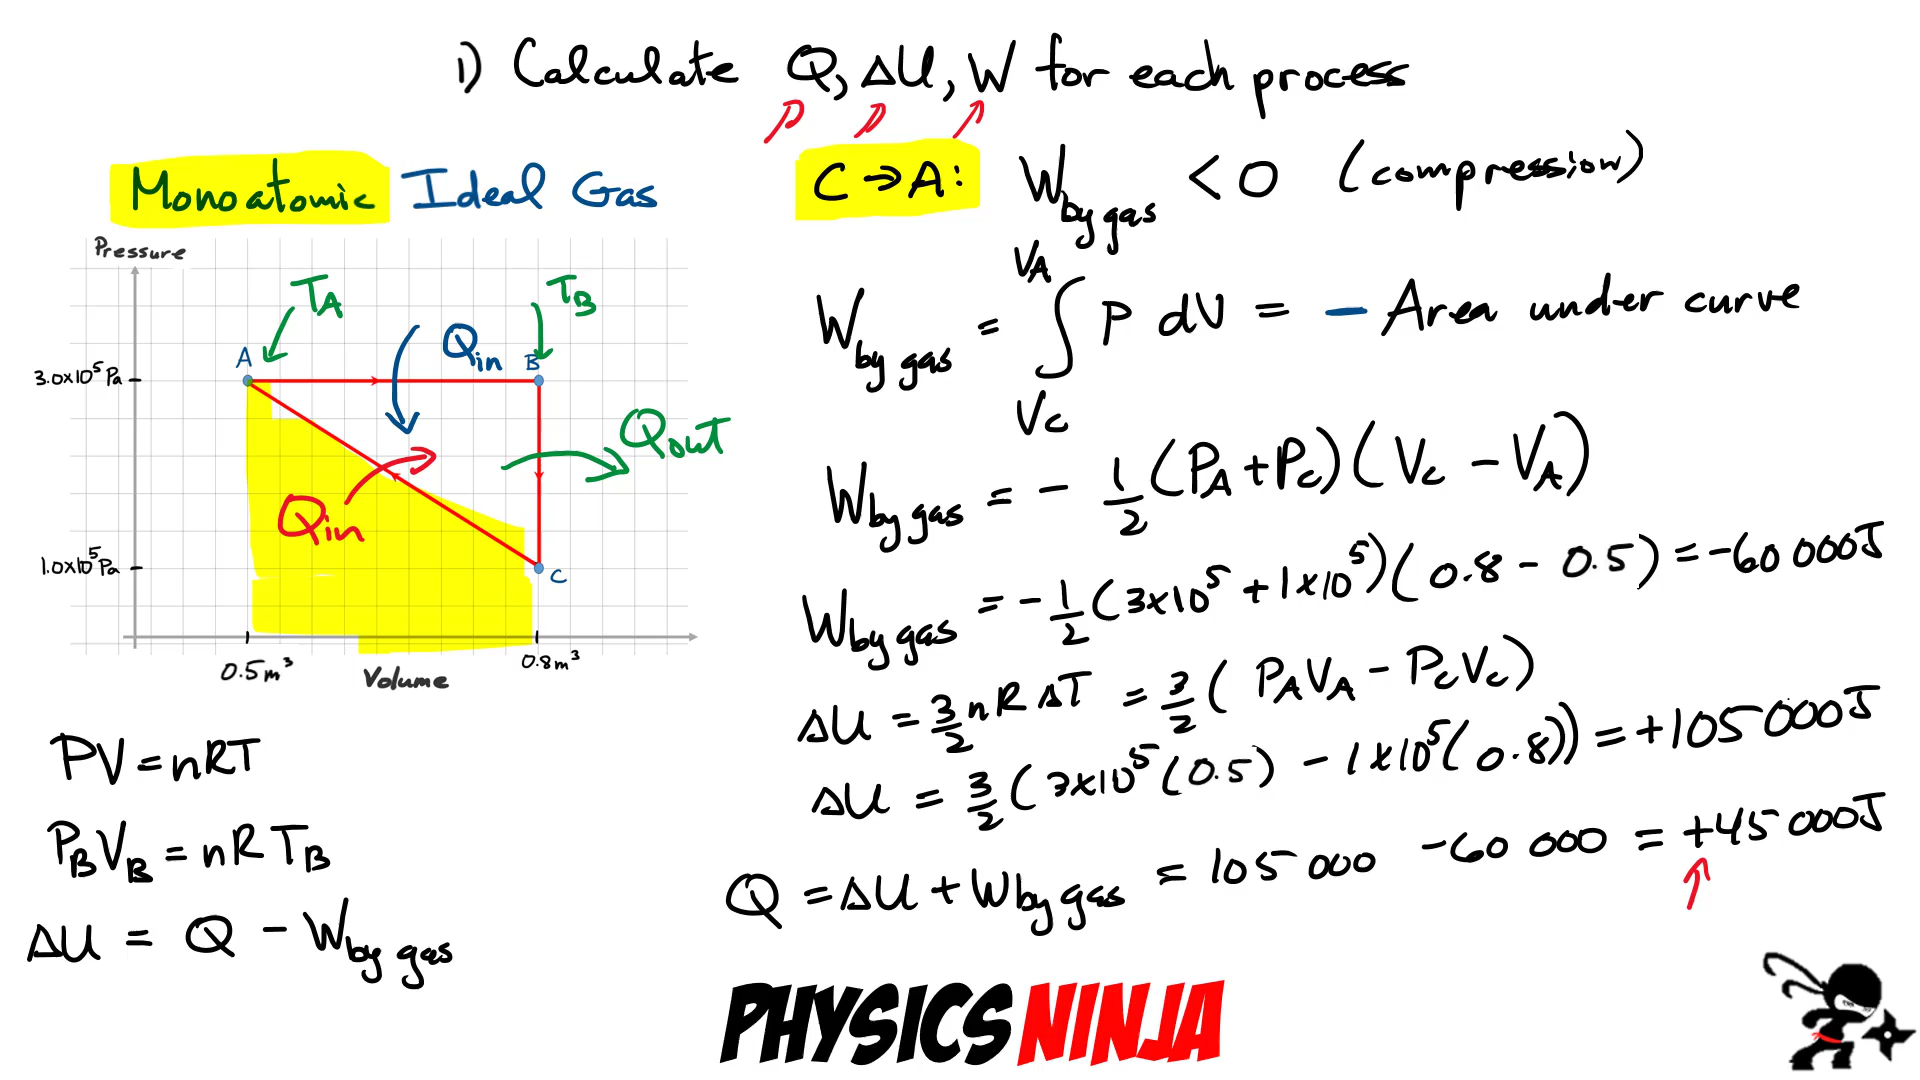 1) Calculate Q, ΔU, W for each process
Monoatomic Ideal Gas
Pressure
T_A
T_B
A
Q_in
B
3.0x10^5 Pa
Q_out
Q_in
1.0x10^5 Pa
C
0.5m^3
0.8m^3
Volume
PV = nRT
P_B V_B = nRT_B
ΔU = Q - W_by gas
C → A: W_by gas < 0 (compression)
W_by gas = ∫_{V_C}^{V_A} P dV = - Area under curve
W_by gas = - 1/2 (P_A + P_C)(V_C - V_A)
W_by gas = - 1/2 (3x10^5 + 1x10^5)(0.8 - 0.5) = -60 000J
ΔU = 3/2 nRΔT = 3/2 (P_A V_A - P_C V_C)
ΔU = 3/2 (3x10^5(0.5) - 1x10^5(0.8)) = +105 000J
Q = ΔU + W_by gas = 105 000 - 60 000 = +45 000J
PHYSICS NINJA